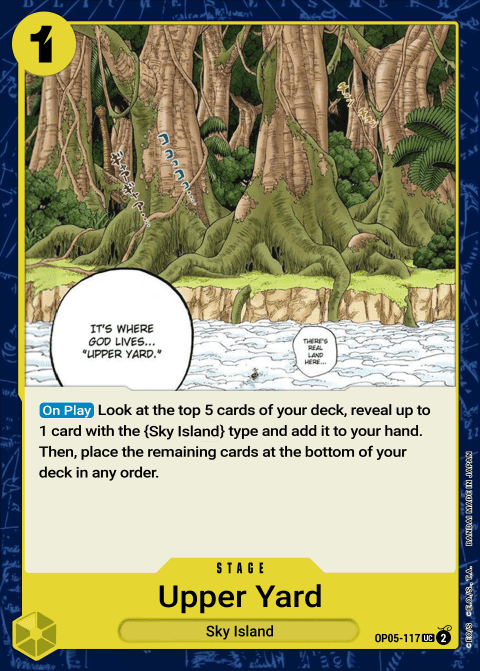 1
IT'S WHERE
GOD LIVES...
"UPPER YARD."
THERE'S
REAL
LAND
HERE...
On Play Look at the top 5 cards of your deck, reveal up to
1 card with the {Sky Island} type and add it to your hand.
Then, place the remaining cards at the bottom of your
deck in any order.
STAGE
Upper Yard
Sky Island
OP05-117 UC 2
©E.O/S ©E.O./S., T.A. BANDAI MADE IN JAPAN